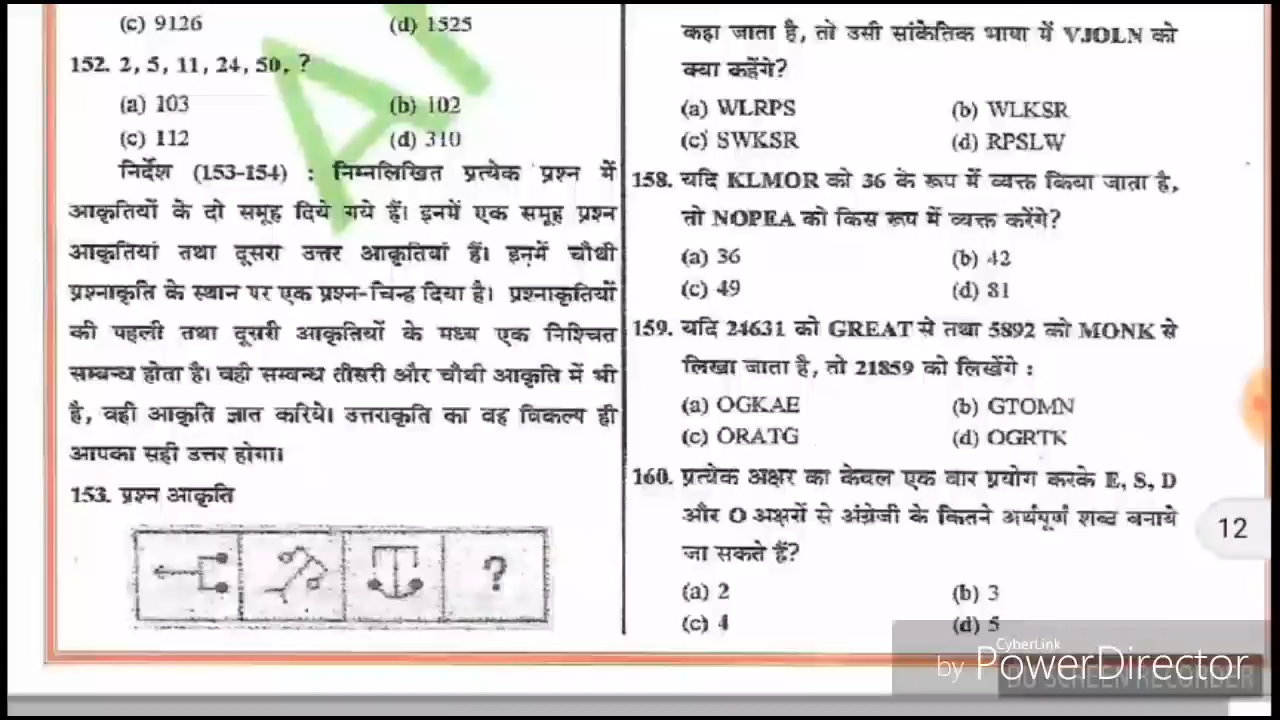 (c) 9126 (d) 1525
152. 2, 5, 11, 24, 50, ?
(a) 103 (b) 102
(c) 112 (d) 310
निर्देश (153-154) : निम्नलिखित प्रत्येक प्रश्न में
आकृतियों के दो समूह दिये गये हैं। इनमें एक समूह प्रश्न
आकृतियां तथा दूसरा उत्तर आकृतियां हैं। इनमें चौथी
प्रश्नाकृति के स्थान पर एक प्रश्न-चिन्ह दिया है। प्रश्नाकृतियों
की पहली तथा दूसरी आकृतियों के मध्य एक निश्चित
सम्बन्ध होता है। वही सम्बन्ध तीसरी और चौथी आकृति में भी
है, वही आकृति ज्ञात करिये। उत्तराकृति का वह विकल्प ही
आपका सही उत्तर होगा।
153. प्रश्न आकृति
?
कहा जाता है, तो उसी सांकेतिक भाषा में VJOLN को
क्या कहेंगे?
(a) WLRPS (b) WLKSR
(c) SWKSR (d) RPSLW
158. यदि KLMOR को 36 के रूप में व्यक्त किया जाता है,
तो NOPEA को किस रूप में व्यक्त करेंगे?
(a) 36 (b) 42
(c) 49 (d) 81
159. यदि 24631 को GREAT से तथा 5892 को MONK से
लिखा जाता है, तो 21859 को लिखेंगे :
(a) OGKAE (b) GTOMN
(c) ORATG (d) OGRTK
160. प्रत्येक अक्षर का केवल एक बार प्रयोग करके E, S, D
और O अक्षरों से अंग्रेजी के कितने अर्थपूर्ण शब्द बनाये
जा सकते हैं?
(a) 2 (b) 3
(c) 4 (d) 5
12
CyberLink
by PowerDirector
DU SCREEN RECORDER